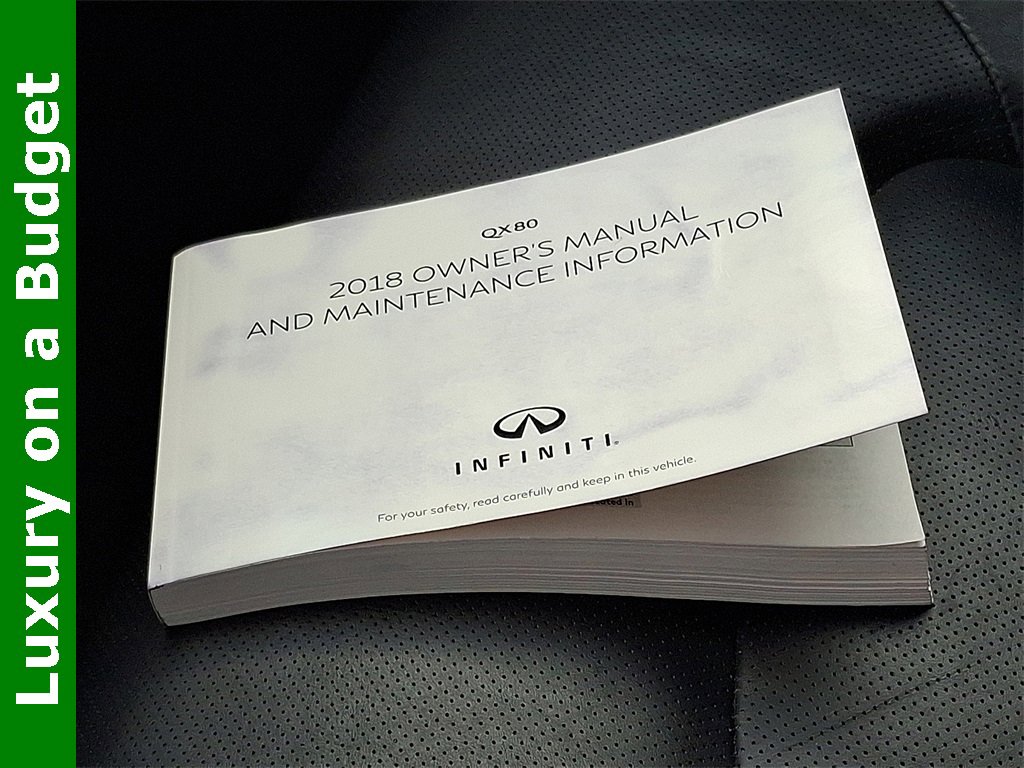 Luxury on a Budget
QX80
2018 OWNER'S MANUAL
AND MAINTENANCE INFORMATION
INFINITI®
For your safety, read carefully and keep in this vehicle.